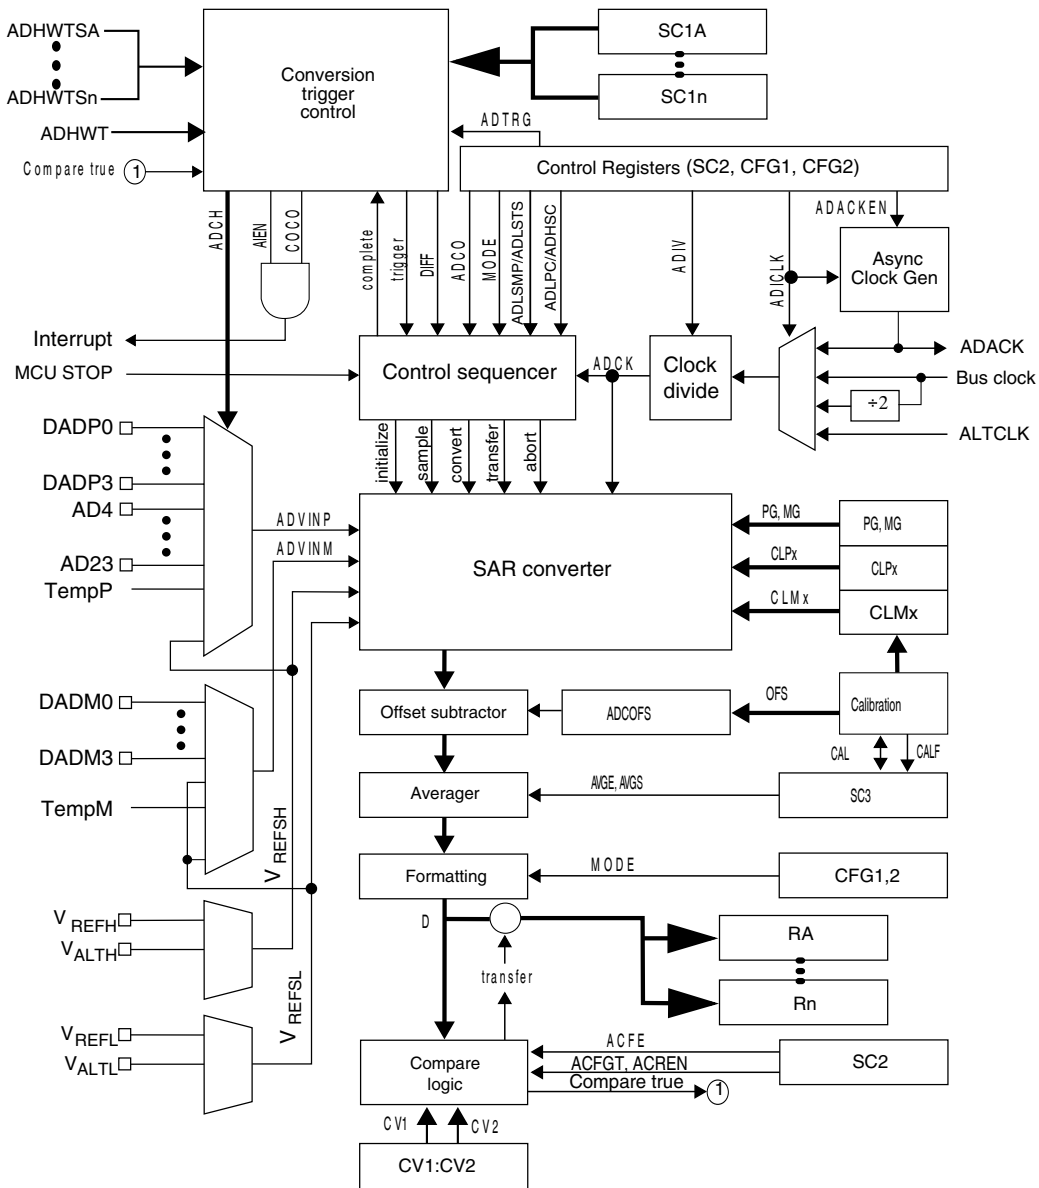 ADHWTSA
ADHWTSn
ADHWT
Compare true 1
Conversion
trigger
control
SC1A
SC1n
ADTRG
Control Registers (SC2, CFG1, CFG2)
ADACKEN
Async
Clock Gen
ADCH
AIEN
COCO
complete
trigger
DIFF
ADCO
MODE
ADLSMP/ADLSTS
ADLPC/ADHSC
ADIV
ADICLK
Interrupt
MCU STOP
Control sequencer
ADCK
Clock
divide
ADACK
Bus clock
÷2
ALTCLK
initialize
sample
convert
transfer
abort
DADP0
DADP3
AD4
AD23
TempP
ADVINP
ADVINM
SAR converter
PG, MG
PG, MG
CLPx
CLPx
CLMx
CLMx
DADM0
DADM3
TempM
Offset subtractor
ADCOFS
OFS
Calibration
CAL
CALF
Averager
AVGE, AVGS
SC3
Formatting
MODE
CFG1,2
VREFSH
VREFSL
VREFH
VALTH
VREFL
VALTL
D
transfer
RA
Rn
Compare
logic
ACFE
ACFGT, ACREN
Compare true 1
SC2
CV1
CV2
CV1:CV2